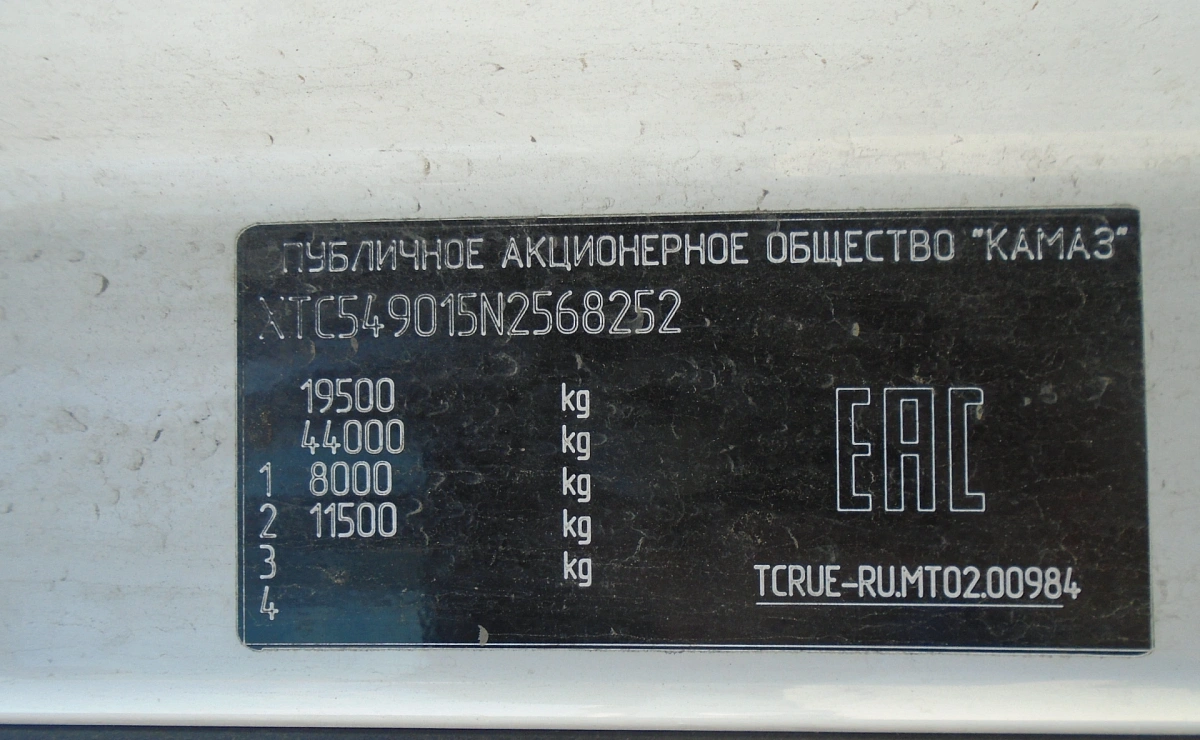 ПУБЛИЧНОЕ АКЦИОНЕРНОЕ ОБЩЕСТВО "КАМАЗ"
XTC549015N2568252
19500 kg
44000 kg
1 8000 kg
2 11500 kg
3 kg
4
EAC
TCRUE-RU.MT02.00984